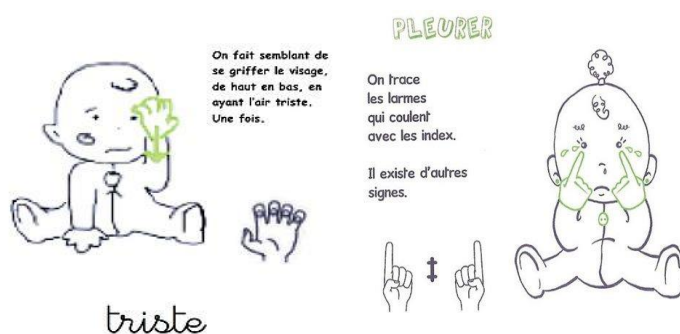 On fait semblant de
se griffer le visage,
de haut en bas, en
ayant l'air triste.
Une fois.
triste
PLEURER
On trace
les larmes
qui coulent
avec les index.
Il existe d'autres
signes.